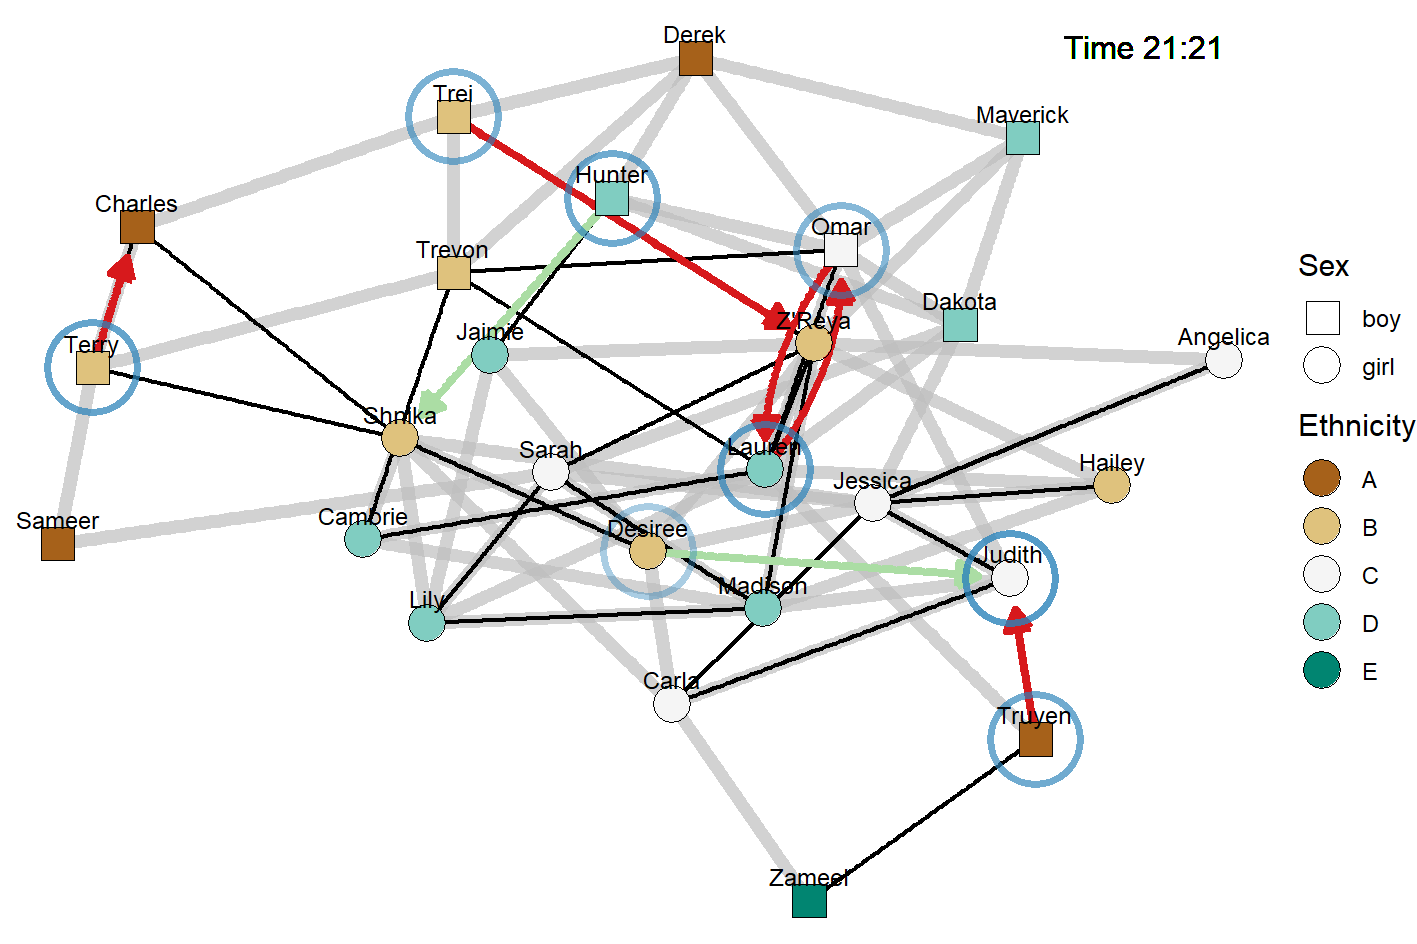 Derek
Time 21:21
Trei
Maverick
Hunter
Charles
Omar
Trevon
Sex
Dakota
boy
Z'Reya
Jaimie
Angelica
Terry
girl
Shnika
Ethnicity
Sarah
Lauren
Hailey
A
Jessica
Sameer
Cambrie
Desiree
B
Judith
C
Madison
Lily
D
Carla
E
Truyen
Zameel